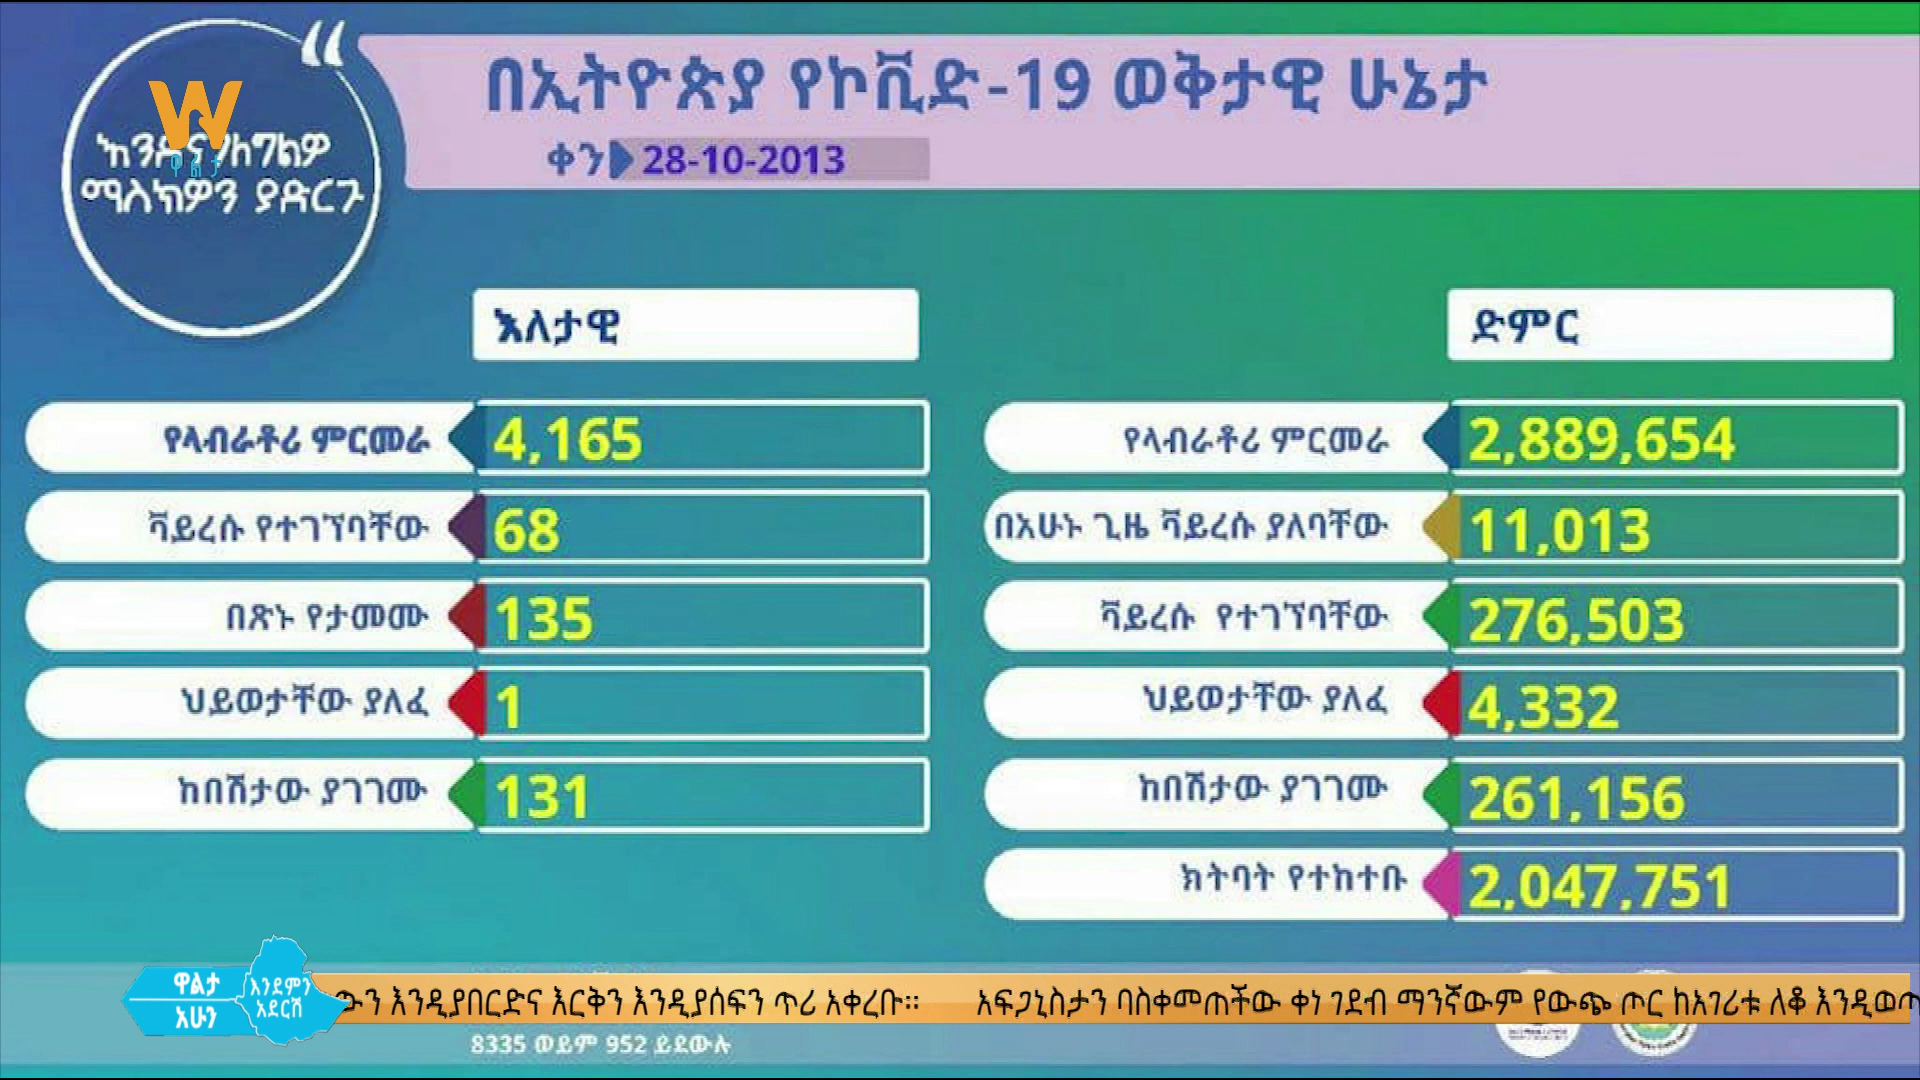 በኢትዮጵያ የኮቪድ-19 ወቅታዊ ሁኔታ
ቀን 28-10-2013
W
ዋልታ
እንዳናገለግልዎ
ማስክዎን ያድርጉ
እለታዊ
የላብራቶሪ ምርመራ 4,165
ቫይረሱ የተገኘባቸው 68
በጽኑ የታመሙ 135
ህይወታቸው ያለፈ 1
ከበሽታው ያገገሙ 131
ድምር
የላብራቶሪ ምርመራ 2,889,654
በአሁኑ ጊዜ ቫይረሱ ያለባቸው 11,013
ቫይረሱ የተገኘባቸው 276,503
ህይወታቸው ያለፈ 4,332
ከበሽታው ያገገሙ 261,156
ክትባት የተከተቡ 2,047,751
ዋልታ
አሁን
እንደምን
አደርሽ
ውን እንዲያበርድና እርቅን እንዲያሰፍን ጥሪ አቀረቡ። አፍጋኒስታን ባስቀመጠችው ቀነ ገደብ ማንኛውም የውጭ ጦር ከአገሪቱ ለቆ እንዲወጣ
8335 ወይም 952 ይደውሉ